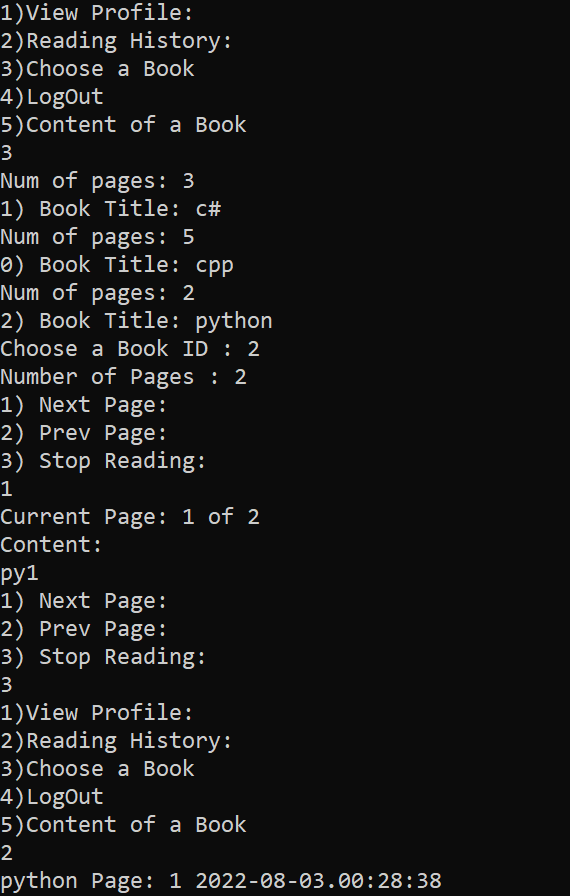 1)View Profile:
2)Reading History:
3)Choose a Book
4)LogOut
5)Content of a Book
3
Num of pages: 3
1) Book Title: c#
Num of pages: 5
0) Book Title: cpp
Num of pages: 2
2) Book Title: python
Choose a Book ID : 2
Number of Pages : 2
1) Next Page:
2) Prev Page:
3) Stop Reading:
1
Current Page: 1 of 2
Content:
py1
1) Next Page:
2) Prev Page:
3) Stop Reading:
3
1)View Profile:
2)Reading History:
3)Choose a Book
4)LogOut
5)Content of a Book
2
python Page: 1 2022-08-03.00:28:38